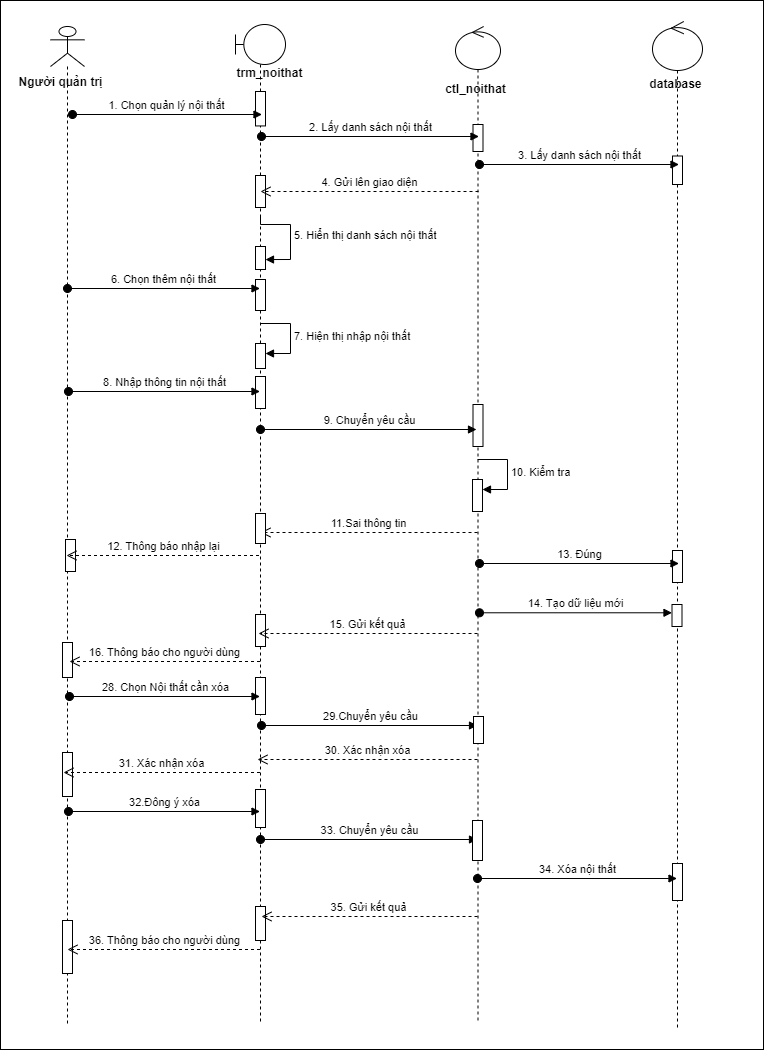 Người quản trị
trm_noithat
ctl_noithat
database
1. Chọn quản lý nội thất
2. Lấy danh sách nội thất
3. Lấy danh sách nội thất
4. Gửi lên giao diện
5. Hiển thị danh sách nội thất
6. Chọn thêm nội thất
7. Hiện thị nhập nội thất
8. Nhập thông tin nội thất
9. Chuyển yêu cầu
10. Kiểm tra
11.Sai thông tin
12. Thông báo nhập lại
13. Đúng
14. Tạo dữ liệu mới
15. Gửi kết quả
16. Thông báo cho người dùng
28. Chọn Nội thất cần xóa
29.Chuyển yêu cầu
30. Xác nhận xóa
31. Xác nhận xóa
32.Đông ý xóa
33. Chuyển yêu cầu
34. Xóa nội thất
35. Gửi kết quả
36. Thông báo cho người dùng